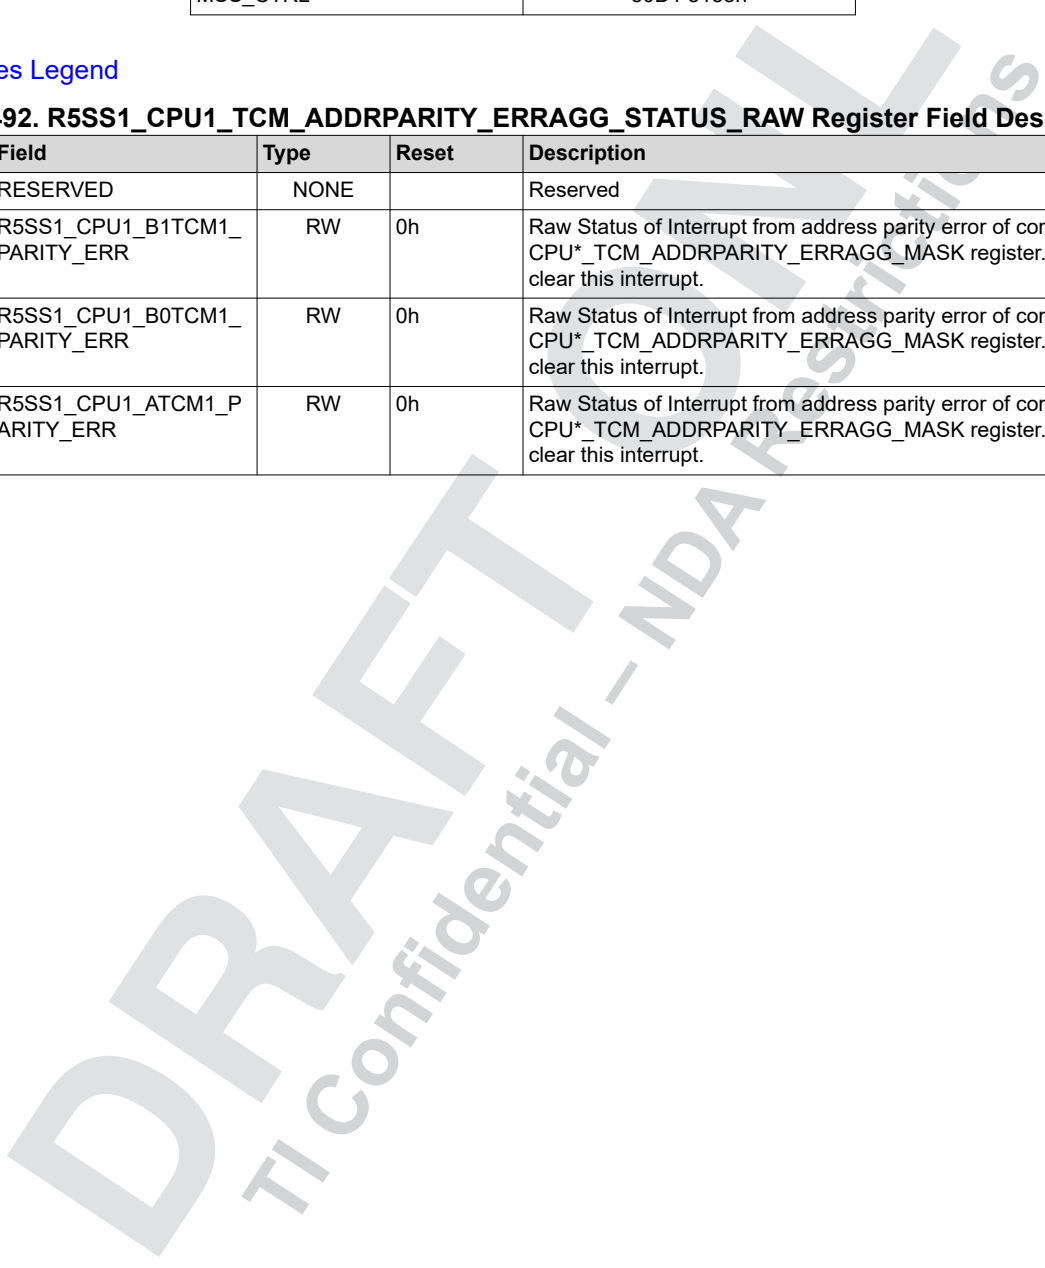 es Legend
492. R5SS1_CPU1_TCM_ADDRPARITY_ERRAGG_STATUS_RAW Register Field Des
Field Type Reset Description
RESERVED NONE Reserved
R5SS1_CPU1_B1TCM1_ RW 0h Raw Status of Interrupt from address parity error of cor
PARITY_ERR CPU*_TCM_ADDRPARITY_ERRAGG_MASK register.
clear this interrupt.
R5SS1_CPU1_B0TCM1_ RW 0h Raw Status of Interrupt from address parity error of cor
PARITY_ERR CPU*_TCM_ADDRPARITY_ERRAGG_MASK register.
clear this interrupt.
R5SS1_CPU1_ATCM1_P RW 0h Raw Status of Interrupt from address parity error of cor
ARITY_ERR CPU*_TCM_ADDRPARITY_ERRAGG_MASK register.
clear this interrupt.
DRAFT ONL
TI Confidential – NDA Restrictions